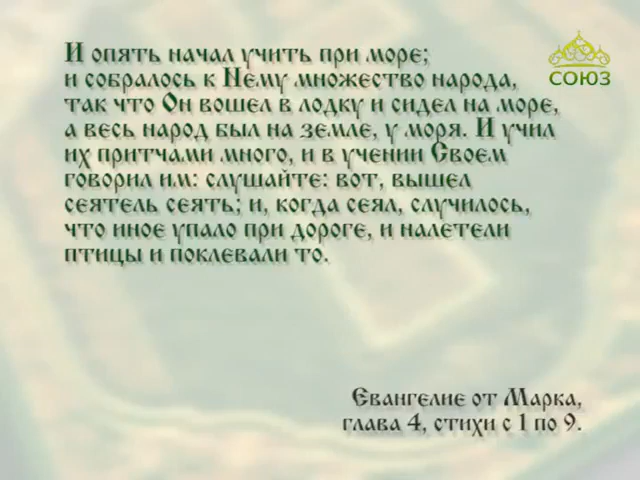 И опять начал учить при море;
и собралось к Нему множество народа,
так что Он вошел в лодку и сидел на море,
а весь народ был на земле, у моря. И учил
их притчами много, и в учении Своем
говорил им: слушайте: вот, вышел
сеятель сеять; и, когда сеял, случилось,
что иное упало при дороге, и налетели
птицы и поклевали то.
СОЮЗ
Евангелие от Марка,
глава 4, стихи с 1 по 9.